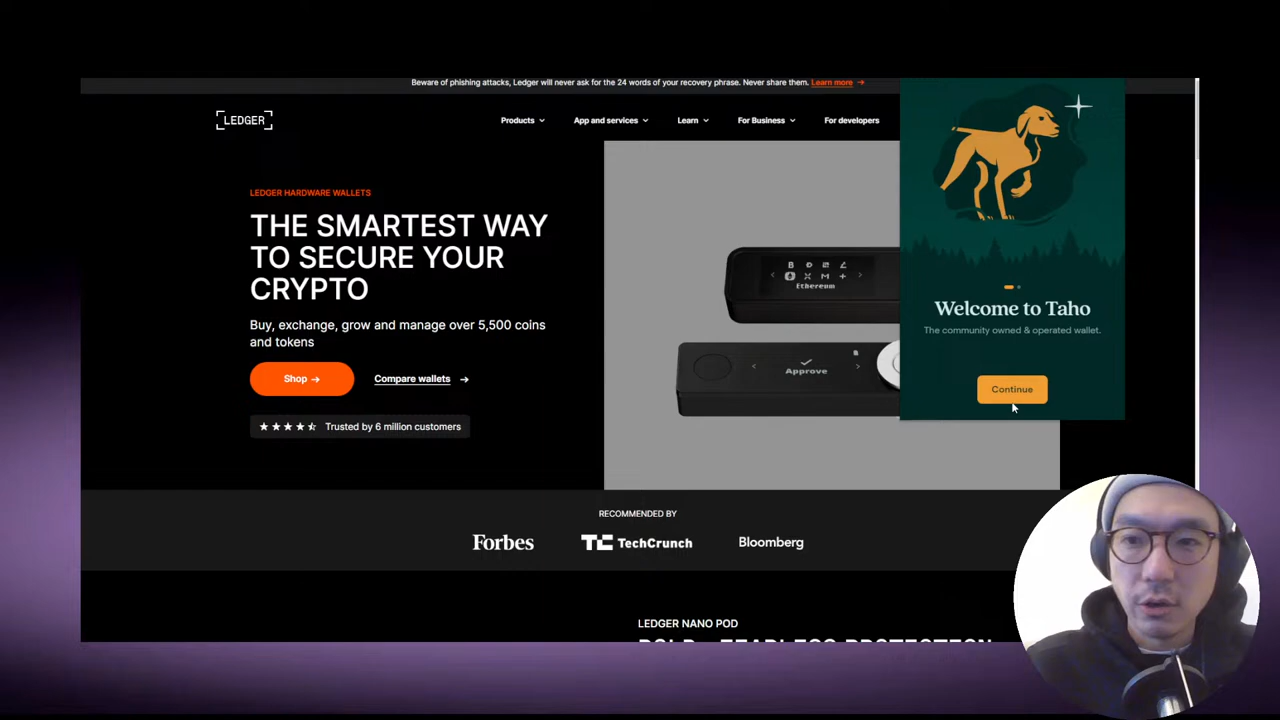 Beware of phishing attacks, Ledger will never ask for the 24 words of your recovery phrase. Never share them. Learn more →
LEDGER
Products
App and services
Learn
For Business
For developers
LEDGER HARDWARE WALLETS
THE SMARTEST WAY
TO SECURE YOUR
CRYPTO
Buy, exchange, grow and manage over 5,500 coins
and tokens
Shop →
Compare wallets →
Trusted by 6 million customers
Ethereum
Approve
Welcome to Taho
The community owned & operated wallet.
Continue
RECOMMENDED BY
Forbes
TC TechCrunch
Bloomberg
LEDGER NANO POD
BOLD, FEARLESS PROTECTION